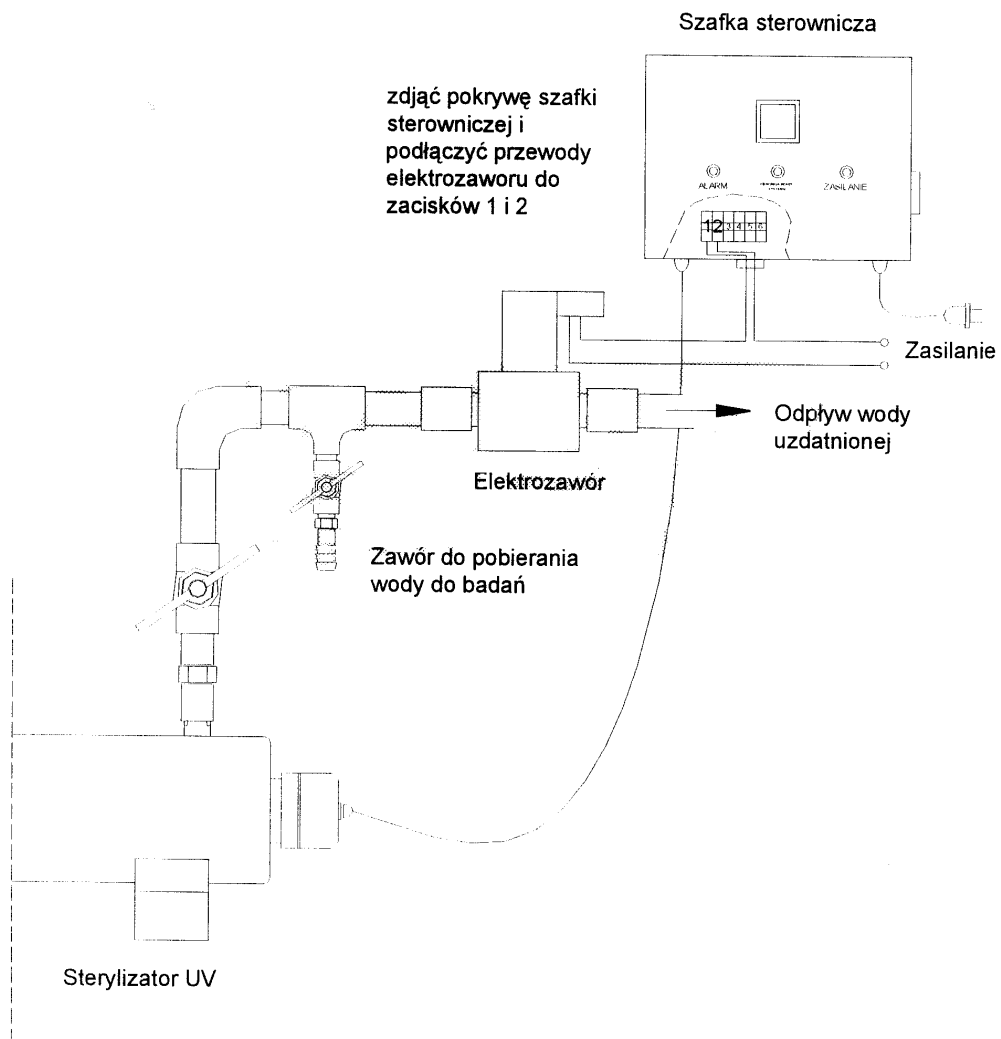 Szafka sterownicza
zdjąć pokrywę szafki
sterowniczej i
podłączyć przewody
elektrozaworu do
zacisków 1 i 2
ALARM
ZASILANIE
1 2 3 4 5 6
Zasilanie
Odpływ wody
uzdatnionej
Elektrozawór
Zawór do pobierania
wody do badań
Sterylizator UV